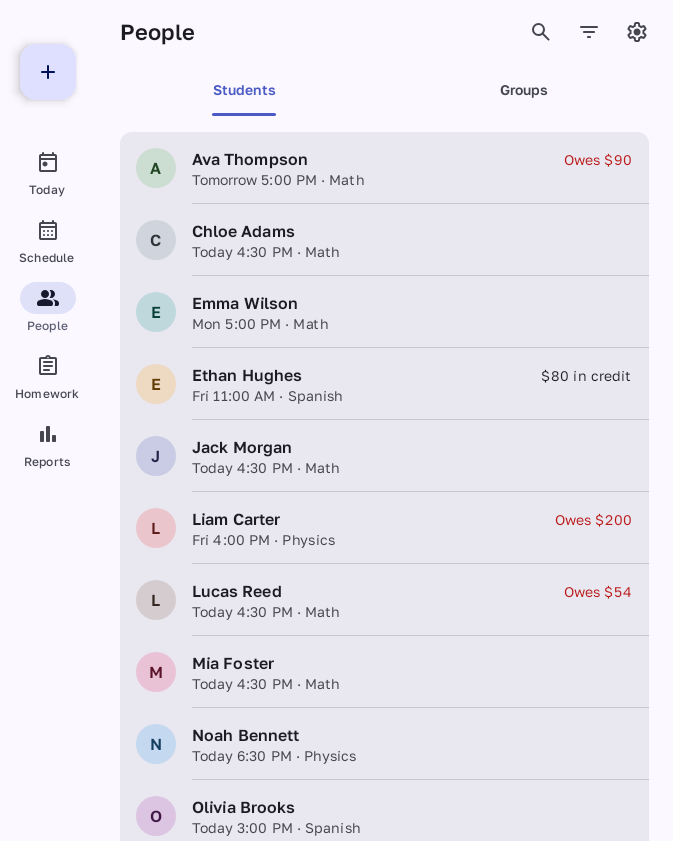 People
+
Today
Schedule
People
Homework
Reports
Students
Groups
A
Ava Thompson
Owes $90
Tomorrow 5:00 PM · Math
C
Chloe Adams
Today 4:30 PM · Math
E
Emma Wilson
Mon 5:00 PM · Math
E
Ethan Hughes
$80 in credit
Fri 11:00 AM · Spanish
J
Jack Morgan
Today 4:30 PM · Math
L
Liam Carter
Owes $200
Fri 4:00 PM · Physics
L
Lucas Reed
Owes $54
Today 4:30 PM · Math
M
Mia Foster
Today 4:30 PM · Math
N
Noah Bennett
Today 6:30 PM · Physics
O
Olivia Brooks
Today 3:00 PM · Spanish